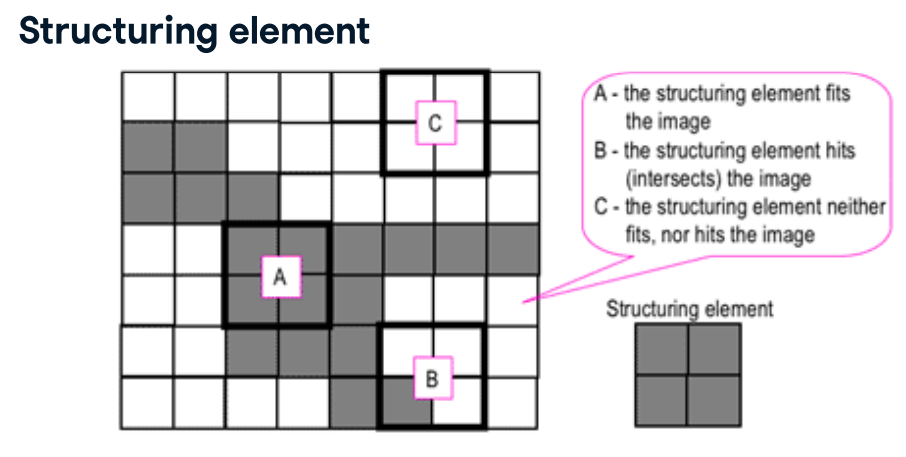 Structuring element
C
A - the structuring element fits
the image
B - the structuring element hits
(intersects) the image
C - the structuring element neither
fits, nor hits the image
A
Structuring element
B